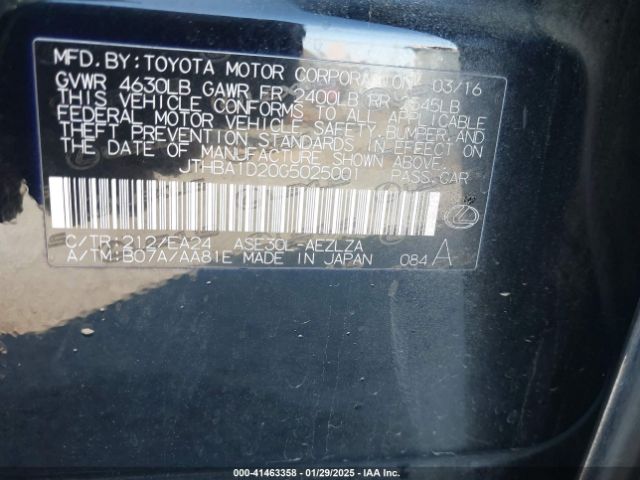 MFD.BY:TOYOTA MOTOR CORPORATION 03/16
GVWR 4630LB GAWR FR 2400LB RR 2545LB
THIS VEHICLE CONFORMS TO ALL APPLICABLE
FEDERAL MOTOR VEHICLE SAFETY, BUMPER, AND
THEFT PREVENTION STANDARDS IN EFFECT ON
THE DATE OF MANUFACTURE SHOWN ABOVE.
JTHBA1D20G5025001 PASS.CAR
C/TR:212/EA24 ASE30L-AEZLZA
A/TM:B07A/AA81E MADE IN JAPAN 084A
000-41463358 - 01/29/2025 - IAA Inc.